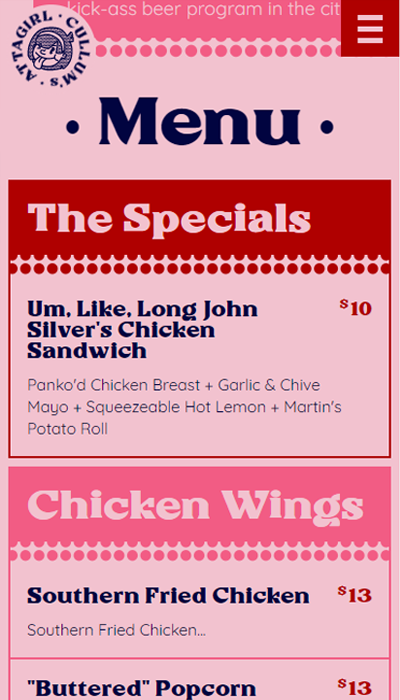 kick-ass beer program in the cit
ATTAGIRL · CULLUM's ·
· Menu ·
The Specials
Um, Like, Long John $10
Silver's Chicken
Sandwich
Panko'd Chicken Breast + Garlic & Chive
Mayo + Squeezeable Hot Lemon + Martin's
Potato Roll
Chicken Wings
Southern Fried Chicken $13
Southern Fried Chicken...
"Buttered" Popcorn $13